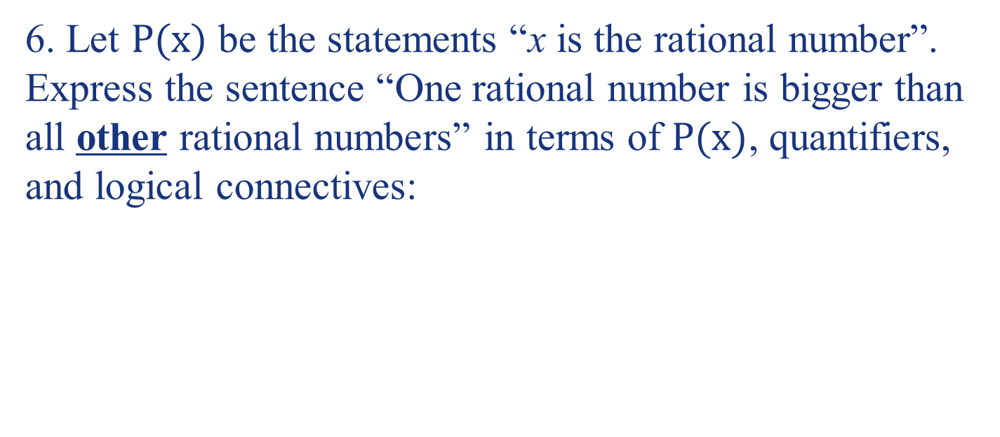 6. Let P(x) be the statements “x is the rational number”.
Express the sentence “One rational number is bigger than
all other rational numbers” in terms of P(x), quantifiers,
and logical connectives: